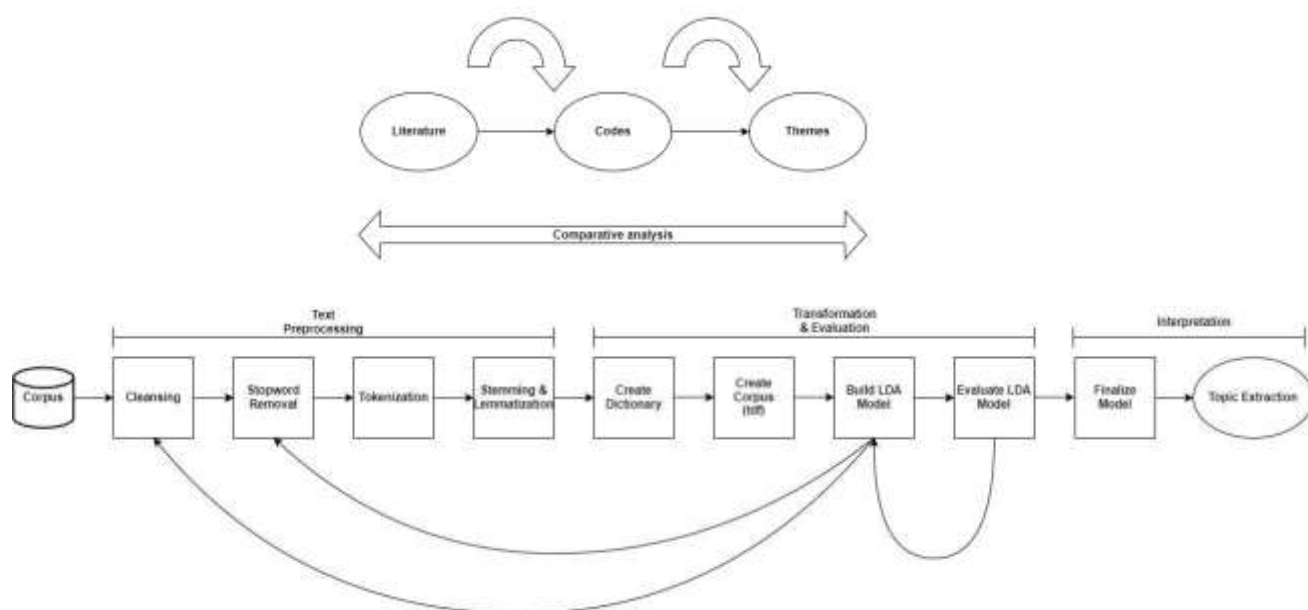 Literature
Codes
Themes
Comparative analysis
Text
Preprocessing
Transformation
& Evaluation
Interpretation
Corpus
Cleansing
Stopword
Removal
Tokenization
Stemming &
Lemmatization
Create
Dictionary
Create
Corpus
(tdf)
Build LDA
Model
Evaluate LDA
Model
Finalize
Model
Topic Extraction